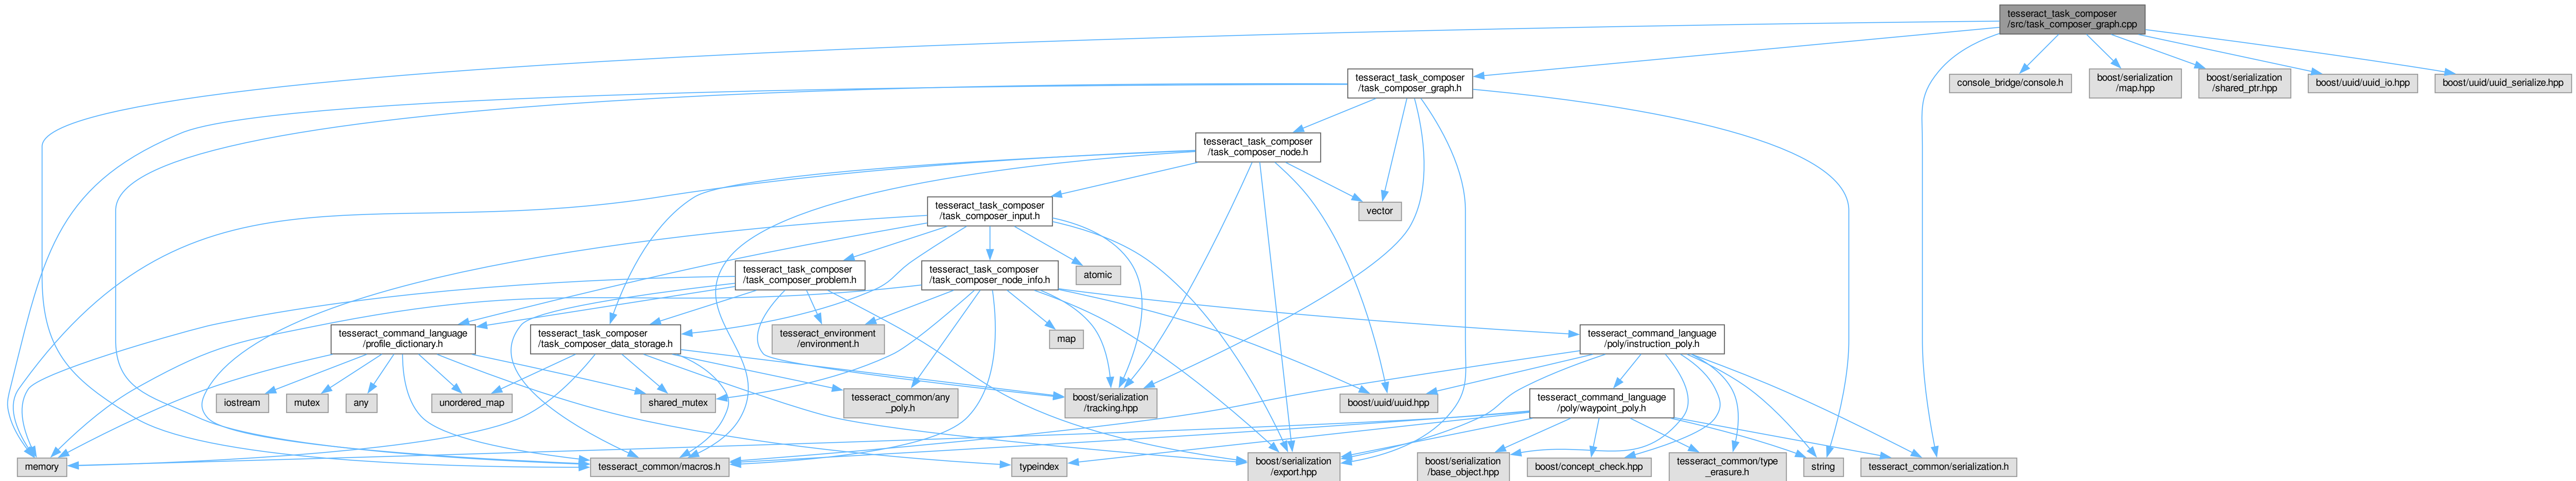 tesseract_task_composer
/src/task_composer_graph.cpp
tesseract_task_composer
/task_composer_graph.h
console_bridge/console.h
boost/serialization
/map.hpp
boost/serialization
/shared_ptr.hpp
boost/uuid/uuid_io.hpp
boost/uuid/uuid_serialize.hpp
tesseract_task_composer
/task_composer_node.h
tesseract_task_composer
/task_composer_input.h
vector
tesseract_task_composer
/task_composer_problem.h
tesseract_task_composer
/task_composer_node_info.h
atomic
tesseract_command_language
/profile_dictionary.h
tesseract_task_composer
/task_composer_data_storage.h
tesseract_environment
/environment.h
map
tesseract_command_language
/poly/instruction_poly.h
iostream
mutex
any
unordered_map
shared_mutex
tesseract_common/any
_poly.h
boost/serialization
/tracking.hpp
boost/uuid/uuid.hpp
tesseract_command_language
/poly/waypoint_poly.h
memory
tesseract_common/macros.h
typeindex
boost/serialization
/export.hpp
boost/serialization
/base_object.hpp
boost/concept_check.hpp
tesseract_common/type
_erasure.h
string
tesseract_common/serialization.h